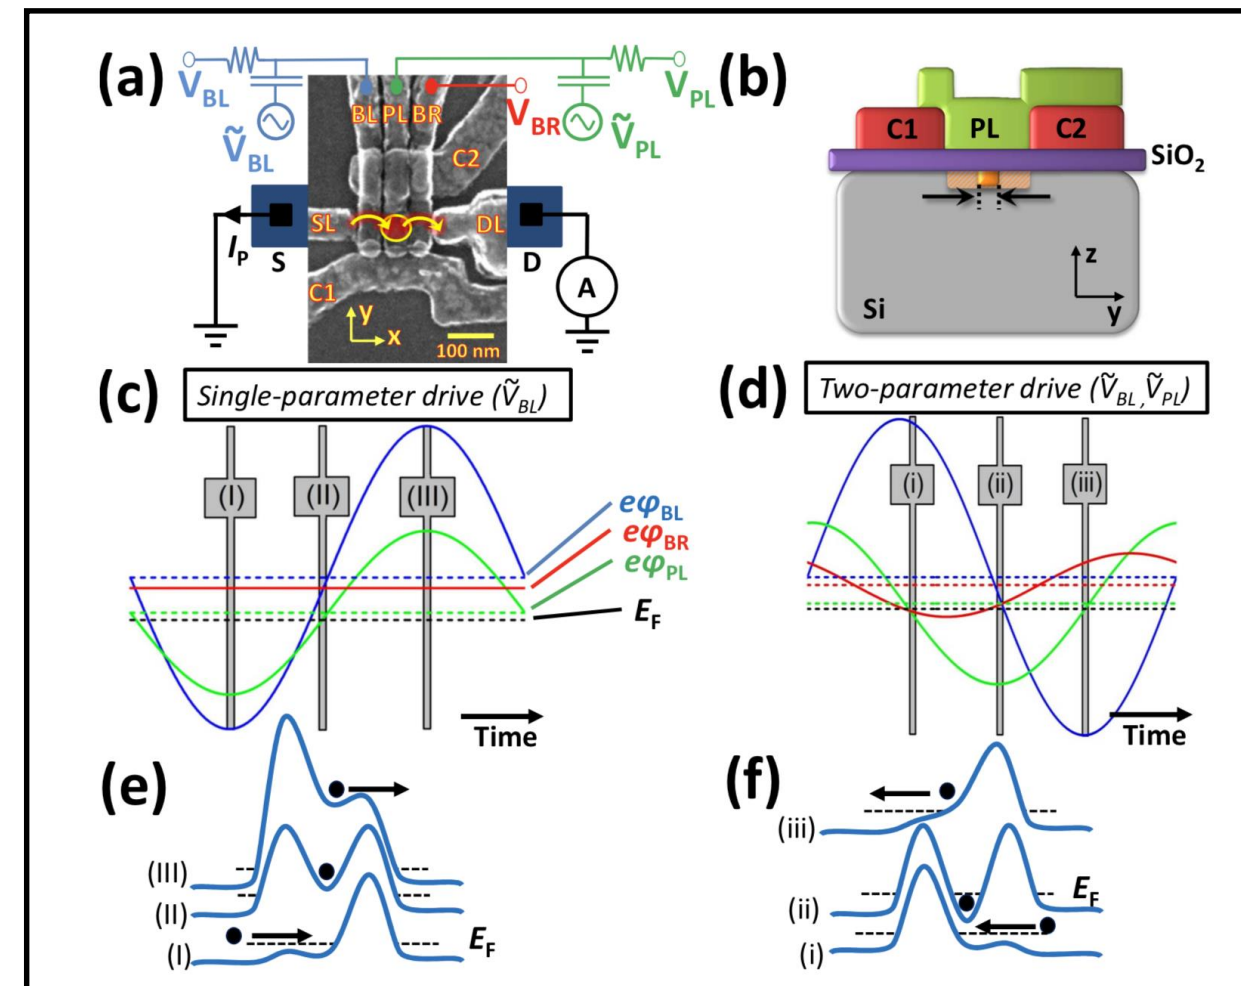 (a)
V_BL
Ṽ_BL
BL PL BR
V_BR
V_PL
Ṽ_PL
C2
SL
DL
I_P
S
D
A
C1
y
x
100 nm
(b)
C1
PL
C2
SiO₂
Si
z
y
(c)
Single-parameter drive (Ṽ_BL)
(I)
(II)
(III)
eφ_BL
eφ_BR
eφ_PL
E_F
Time
(d)
Two-parameter drive (Ṽ_BL, Ṽ_PL)
(i)
(ii)
(iii)
Time
(e)
(III)
(II)
(I)
E_F
(f)
(iii)
(ii)
(i)
E_F